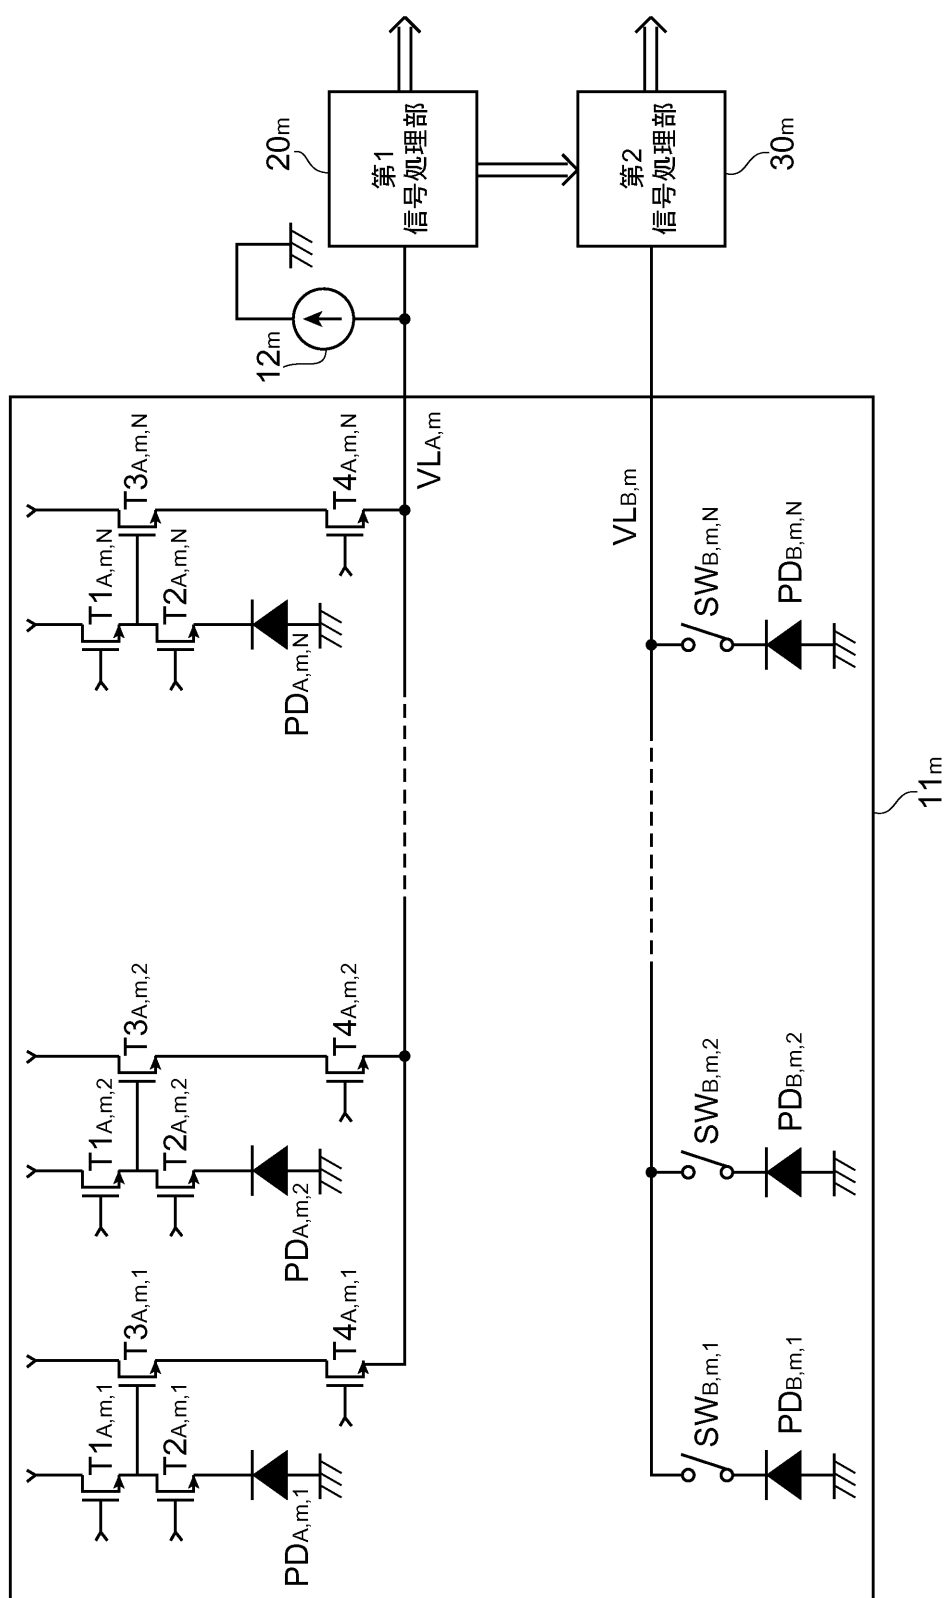 20m
第1
信号処理部
第2
信号処理部
30m
12m
VLA,m
VLB,m
T3A,m,N
T4A,m,N
T1A,m,N
T2A,m,N
PDA,m,N
SWB,m,N
PDB,m,N
11m
T3A,m,2
T4A,m,2
T1A,m,2
T2A,m,2
PDA,m,2
SWB,m,2
PDB,m,2
T3A,m,1
T4A,m,1
T1A,m,1
T2A,m,1
PDA,m,1
SWB,m,1
PDB,m,1